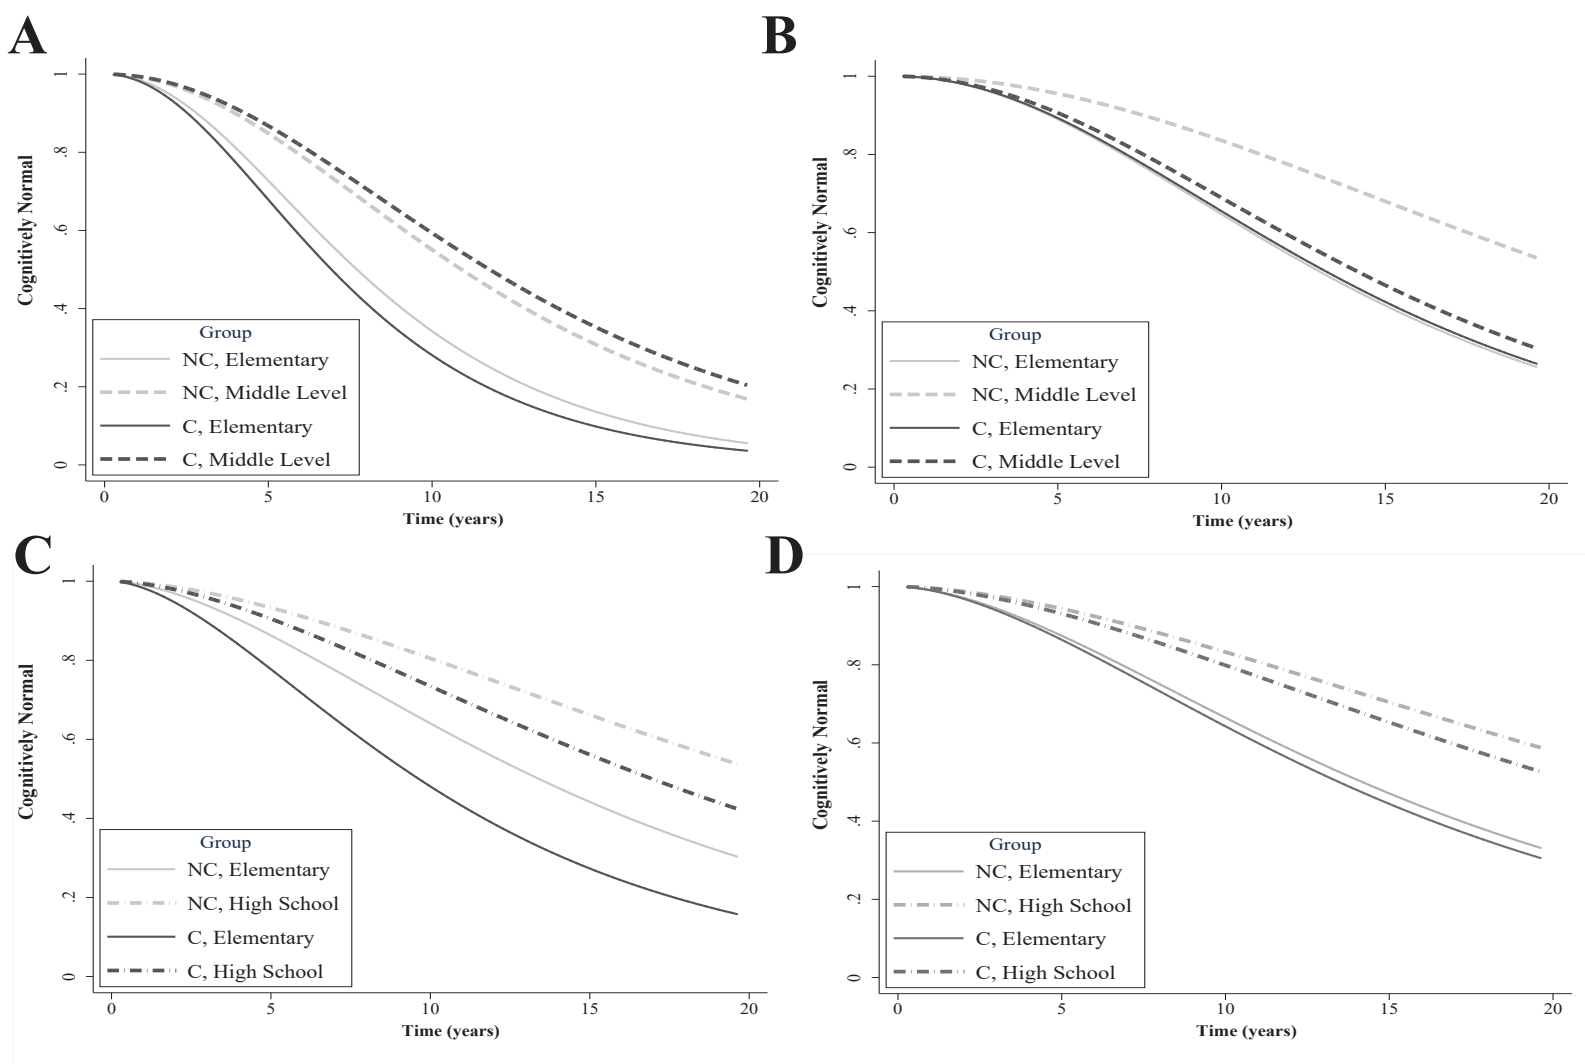 A
Cognitively Normal
1
.8
.6
.4
.2
0
Group
NC, Elementary
NC, Middle Level
C, Elementary
C, Middle Level
0 5 10 15 20
Time (years)
B
Cognitively Normal
1
.8
.6
.4
.2
0
Group
NC, Elementary
NC, Middle Level
C, Elementary
C, Middle Level
0 5 10 15 20
Time (years)
C
Cognitively Normal
1
.8
.6
.4
.2
0
Group
NC, Elementary
NC, High School
C, Elementary
C, High School
0 5 10 15 20
Time (years)
D
Cognitively Normal
1
.8
.6
.4
.2
0
Group
NC, Elementary
NC, High School
C, Elementary
C, High School
0 5 10 15 20
Time (years)